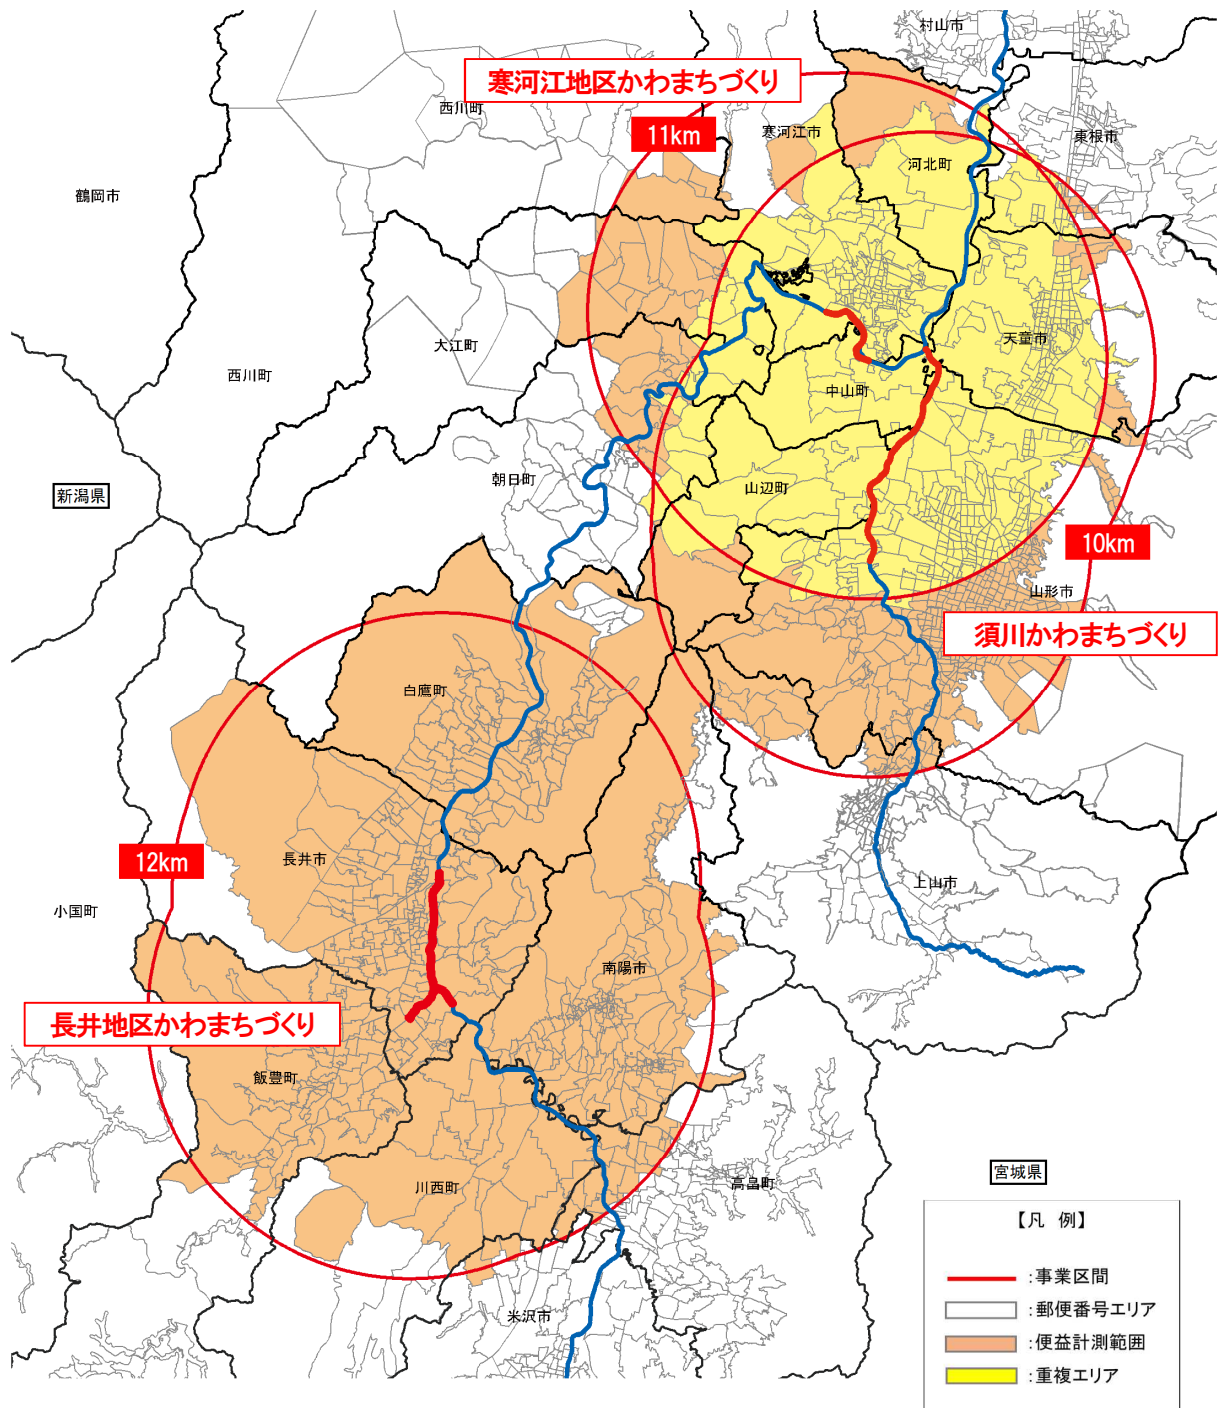 村山市
寒河江地区かわまちづくり
西川町
11km
寒河江市
東根市
河北町
鶴岡市
天童市
大江町
西川町
中山町
朝日町
山辺町
新潟県
10km
山形市
須川かわまちづくり
白鷹町
長井市
12km
上山市
小国町
南陽市
長井地区かわまちづくり
飯豊町
宮城県
高畠町
川西町
米沢市
【凡 例】
:事業区間
:郵便番号エリア
:便益計測範囲
:重複エリア